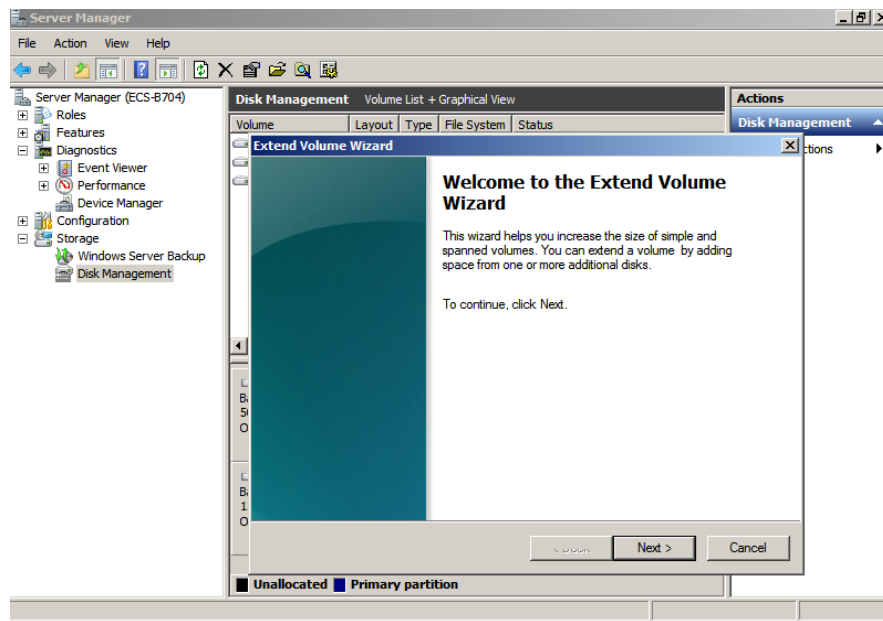 Server Manager
File Action View Help
Server Manager (ECS-B704)
Roles
Features
Diagnostics
Event Viewer
Performance
Device Manager
Configuration
Storage
Windows Server Backup
Disk Management
Disk Management Volume List + Graphical View
Volume Layout Type File System Status
Extend Volume Wizard
Welcome to the Extend Volume
Wizard
This wizard helps you increase the size of simple and
spanned volumes. You can extend a volume by adding
space from one or more additional disks.
To continue, click Next.
Next >
Cancel
Unallocated Primary partition
Actions
Disk Management